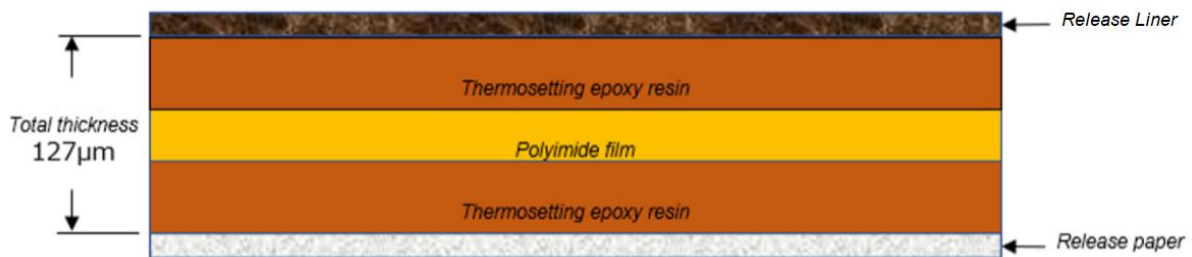 Release Liner
Thermosetting epoxy resin
Total thickness
127μm
Polyimide film
Thermosetting epoxy resin
Release paper